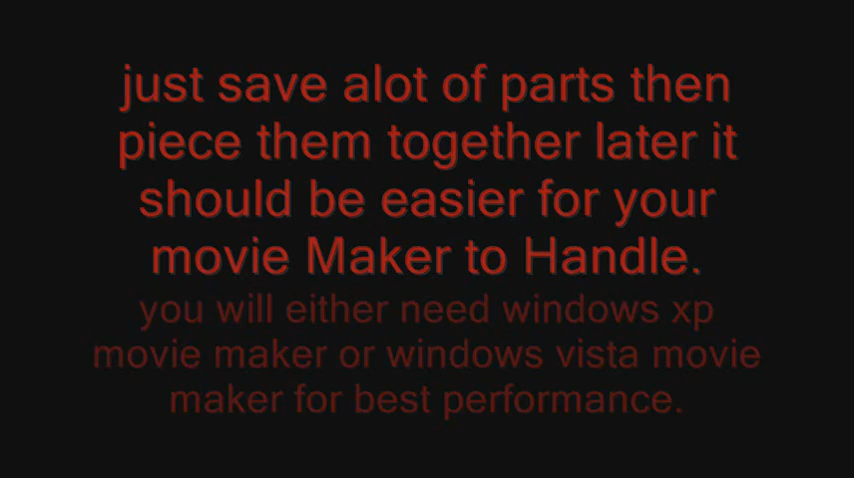 just save alot of parts then
piece them together later it
should be easier for your
movie Maker to Handle.
you will either need windows xp
movie maker or windows vista movie
maker for best performance.